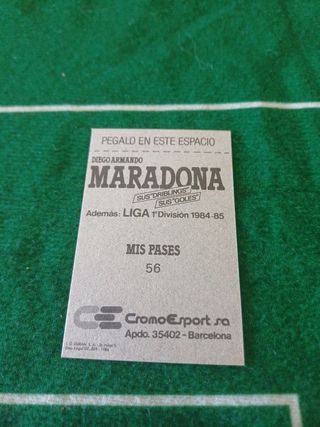 PEGALO EN ESTE ESPACIO
DIEGO ARMANDO
MARADONA
SUS "DRIBLINGS"
SUS "GOLES"
Además: LIGA 1ª División 1984-85
MIS PASES
56
CromoEsport sa
Apdo. 35402 - Barcelona